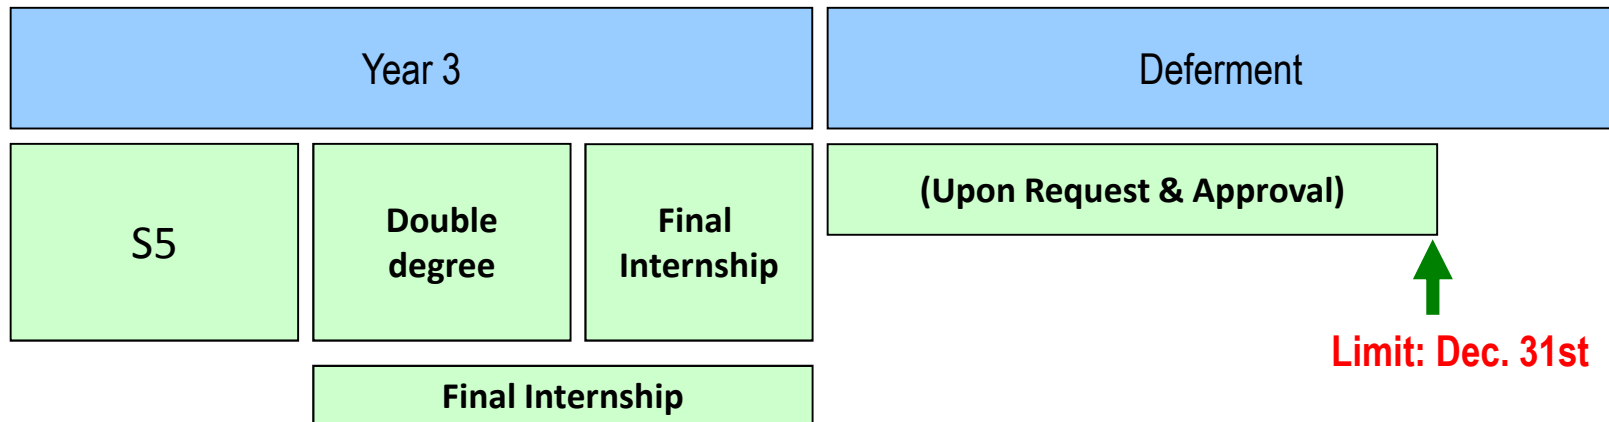 Year 3
Deferment
S5
Double
degree
Final
Internship
(Upon Request & Approval)
Limit: Dec. 31st
Final Internship